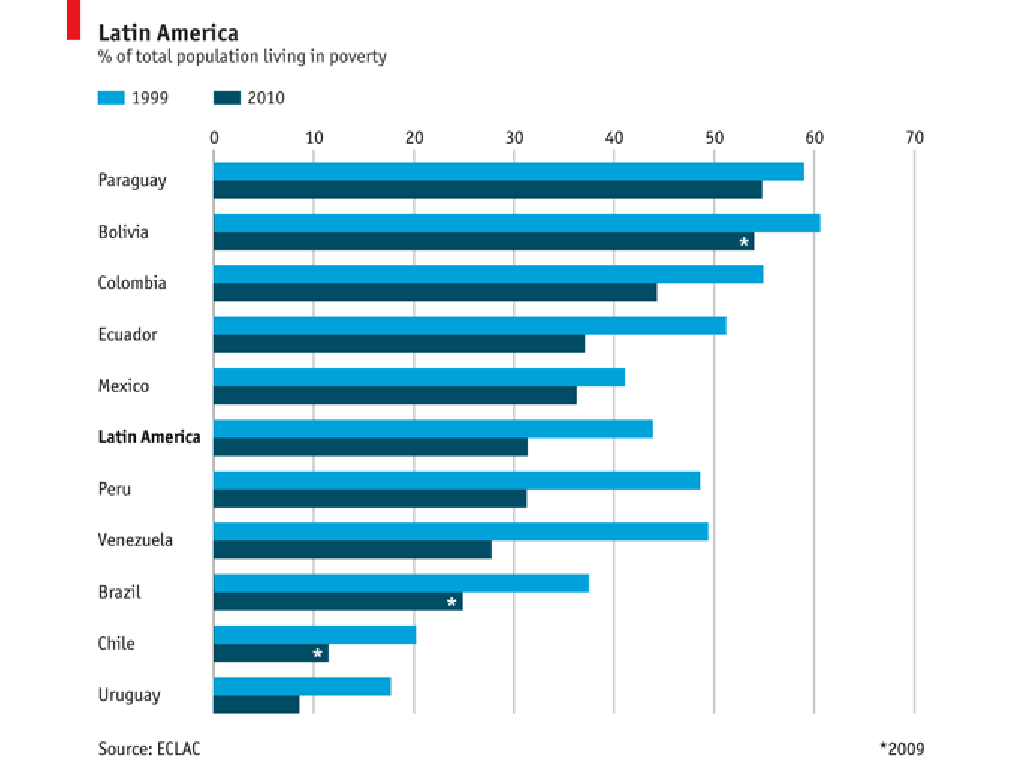 Latin America
% of total population living in poverty
1999 2010
0 10 20 30 40 50 60 70
Paraguay
Bolivia
*
Colombia
Ecuador
Mexico
Latin America
Peru
Venezuela
Brazil
*
Chile
*
Uruguay
Source: ECLAC
*2009